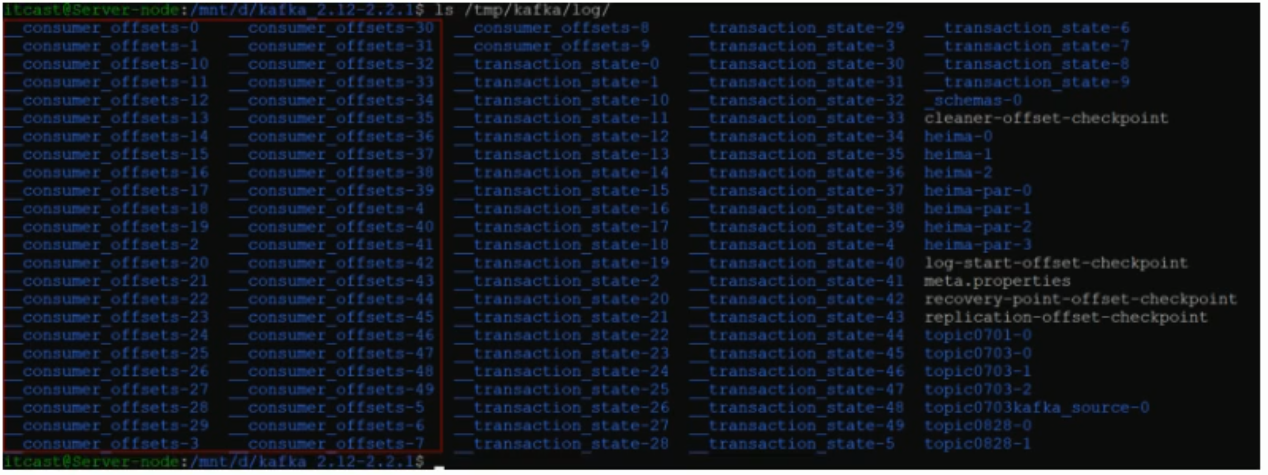 itcast@Server-node:/mnt/d/kafka_2.12-2.2.1$ ls /tmp/kafka/log/
__consumer_offsets-0 __consumer_offsets-30 __consumer_offsets-8 __transaction_state-29 __transaction_state-6
__consumer_offsets-1 __consumer_offsets-31 __consumer_offsets-9 __transaction_state-3 __transaction_state-7
__consumer_offsets-10 __consumer_offsets-32 __transaction_state-0 __transaction_state-30 __transaction_state-8
__consumer_offsets-11 __consumer_offsets-33 __transaction_state-1 __transaction_state-31 __transaction_state-9
__consumer_offsets-12 __consumer_offsets-34 __transaction_state-10 __transaction_state-32 _schemas-0
__consumer_offsets-13 __consumer_offsets-35 __transaction_state-11 __transaction_state-33 cleaner-offset-checkpoint
__consumer_offsets-14 __consumer_offsets-36 __transaction_state-12 __transaction_state-34 heima-0
__consumer_offsets-15 __consumer_offsets-37 __transaction_state-13 __transaction_state-35 heima-1
__consumer_offsets-16 __consumer_offsets-38 __transaction_state-14 __transaction_state-36 heima-2
__consumer_offsets-17 __consumer_offsets-39 __transaction_state-15 __transaction_state-37 heima-par-0
__consumer_offsets-18 __consumer_offsets-4 __transaction_state-16 __transaction_state-38 heima-par-1
__consumer_offsets-19 __consumer_offsets-40 __transaction_state-17 __transaction_state-39 heima-par-2
__consumer_offsets-2 __consumer_offsets-41 __transaction_state-18 __transaction_state-4 heima-par-3
__consumer_offsets-20 __consumer_offsets-42 __transaction_state-19 __transaction_state-40 log-start-offset-checkpoint
__consumer_offsets-21 __consumer_offsets-43 __transaction_state-2 __transaction_state-41 meta.properties
__consumer_offsets-22 __consumer_offsets-44 __transaction_state-20 __transaction_state-42 recovery-point-offset-checkpoint
__consumer_offsets-23 __consumer_offsets-45 __transaction_state-21 __transaction_state-43 replication-offset-checkpoint
__consumer_offsets-24 __consumer_offsets-46 __transaction_state-22 __transaction_state-44 topic0701-0
__consumer_offsets-25 __consumer_offsets-47 __transaction_state-23 __transaction_state-45 topic0703-0
__consumer_offsets-26 __consumer_offsets-48 __transaction_state-24 __transaction_state-46 topic0703-1
__consumer_offsets-27 __consumer_offsets-49 __transaction_state-25 __transaction_state-47 topic0703-2
__consumer_offsets-28 __consumer_offsets-5 __transaction_state-26 __transaction_state-48 topic0703kafka_source-0
__consumer_offsets-29 __consumer_offsets-6 __transaction_state-27 __transaction_state-49 topic0828-0
__consumer_offsets-3 __consumer_offsets-7 __transaction_state-28 __transaction_state-5 topic0828-1
itcast@Server-node:/mnt/d/kafka_2.12-2.2.1$